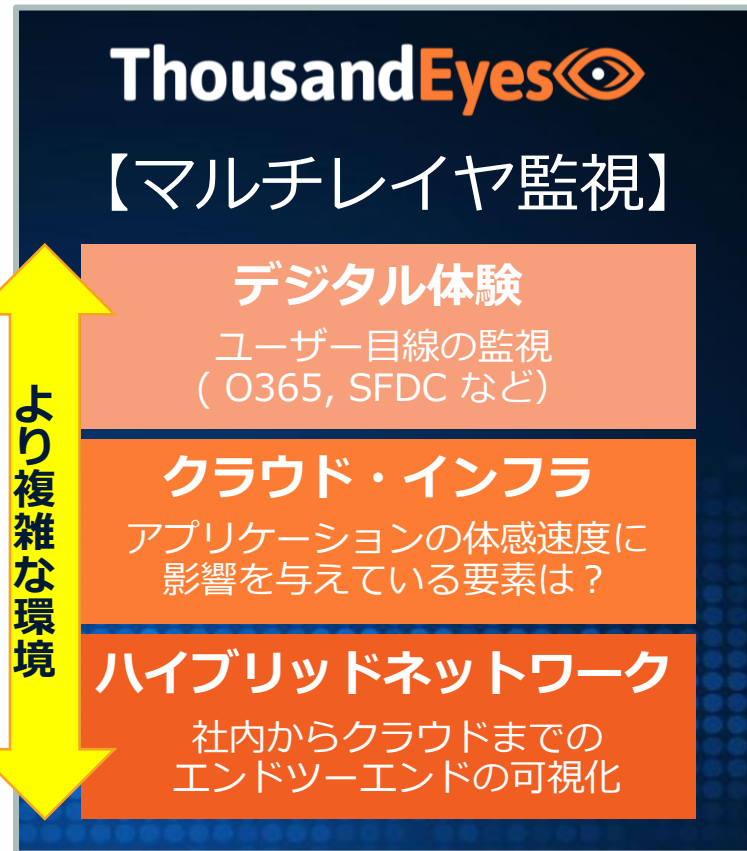 ThousandEyes
【マルチレイヤ監視】
デジタル体験
ユーザー目線の監視
( O365, SFDC など）
クラウド・インフラ
アプリケーションの体感速度に
影響を与えている要素は？
ハイブリッドネットワーク
社内からクラウドまでの
エンドツーエンドの可視化
より複雑な環境